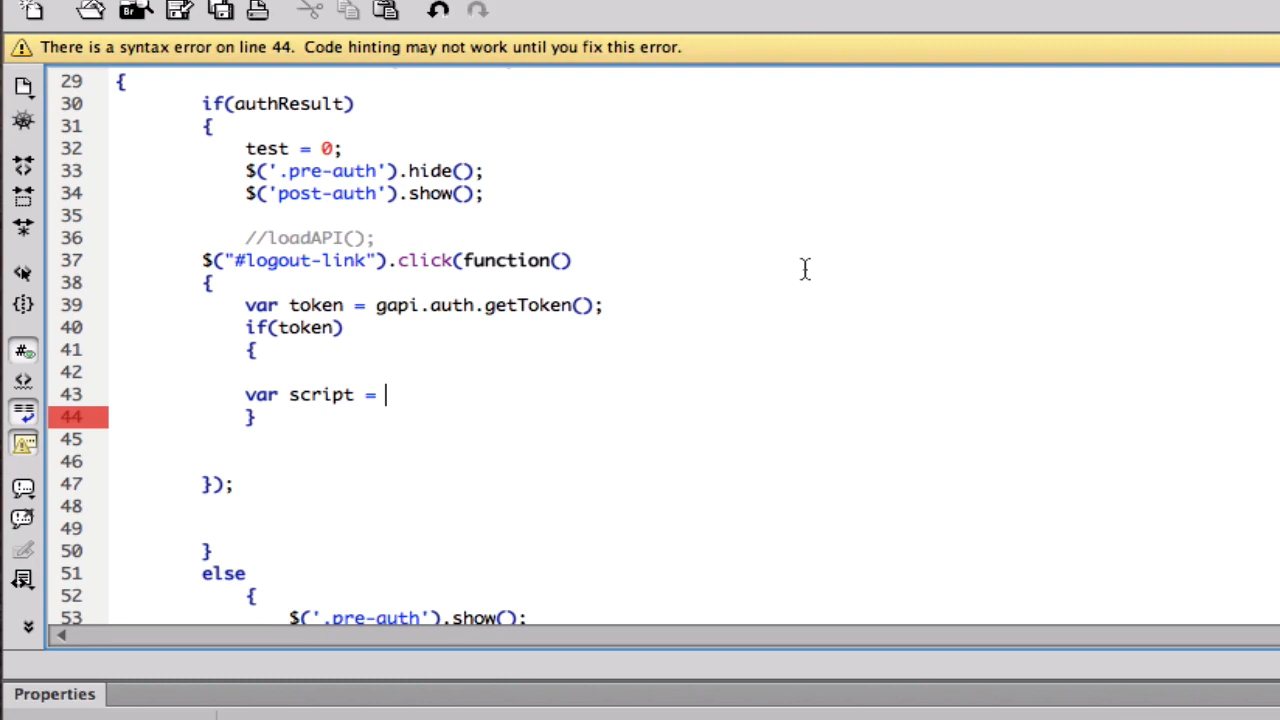 Br
There is a syntax error on line 44. Code hinting may not work until you fix this error.
29 {
30 if(authResult)
31 {
32 test = 0;
33 $('.pre-auth').hide();
34 $('post-auth').show();
35
36 //loadAPI();
37 $("#logout-link").click(function()
38 {
39 var token = gapi.auth.getToken();
40 if(token)
41 {
42
43 var script =
44 }
45
46
47 });
48
49
50 }
51 else
52 {
53 $('.pre-auth').show();
Properties